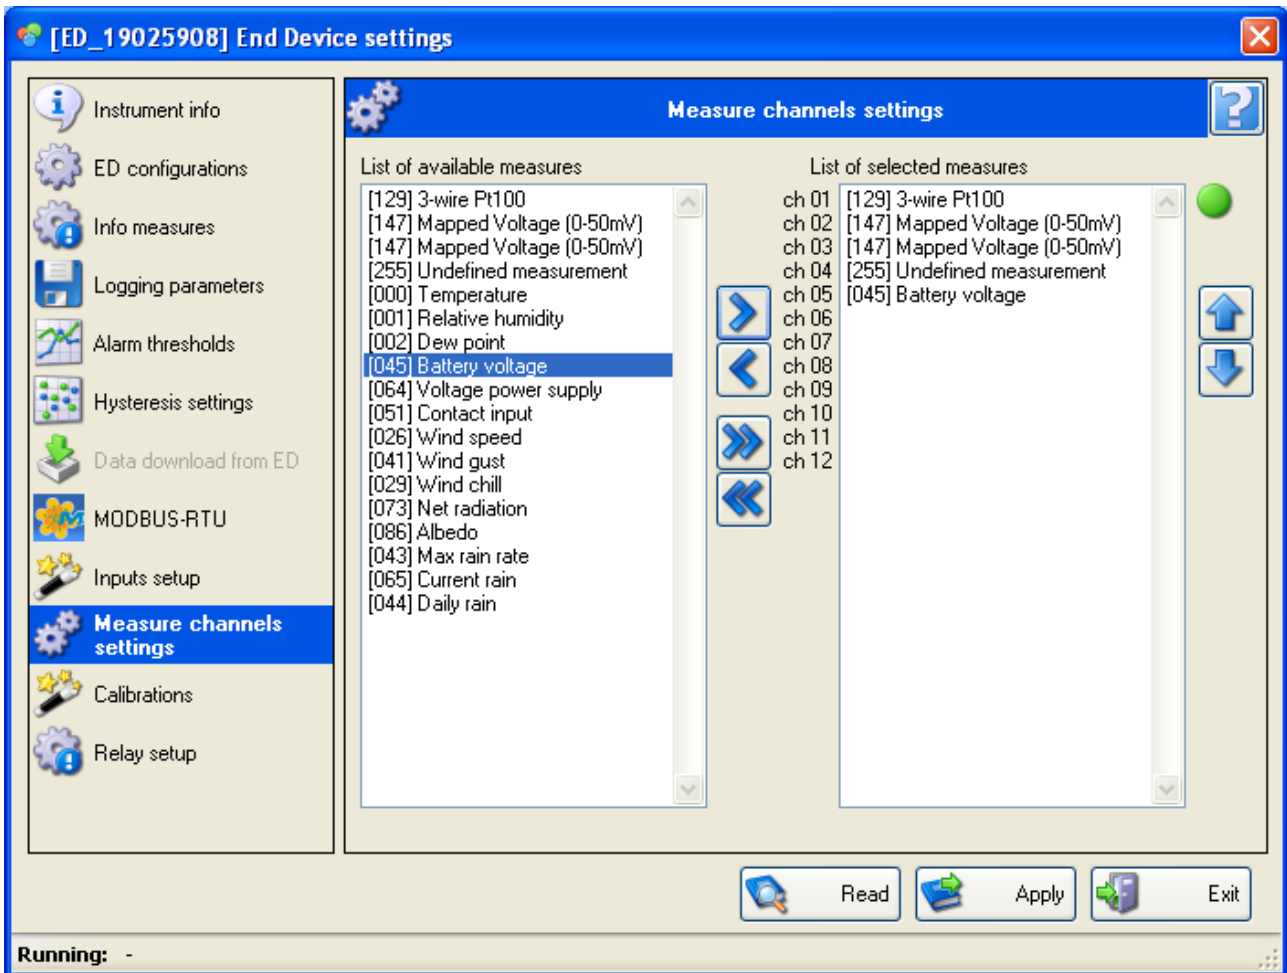 [ED_19025908] End Device settings
Instrument info
ED configurations
Info measures
Logging parameters
Alarm thresholds
Hysteresis settings
Data download from ED
MODBUS-RTU
Inputs setup
Measure channels
settings
Calibrations
Relay setup
Measure channels settings
List of available measures
[129] 3-wire Pt100
[147] Mapped Voltage (0-50mV)
[147] Mapped Voltage (0-50mV)
[255] Undefined measurement
[000] Temperature
[001] Relative humidity
[002] Dew point
[045] Battery voltage
[064] Voltage power supply
[051] Contact input
[026] Wind speed
[041] Wind gust
[029] Wind chill
[073] Net radiation
[086] Albedo
[043] Max rain rate
[065] Current rain
[044] Daily rain
List of selected measures
ch 01 [129] 3-wire Pt100
ch 02 [147] Mapped Voltage (0-50mV)
ch 03 [147] Mapped Voltage (0-50mV)
ch 04 [255] Undefined measurement
ch 05 [045] Battery voltage
ch 06
ch 07
ch 08
ch 09
ch 10
ch 11
ch 12
Read
Apply
Exit
Running: -